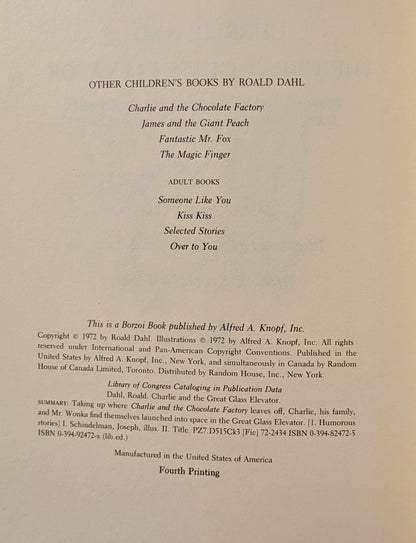 OTHER CHILDREN'S BOOKS BY ROALD DAHL
Charlie and the Chocolate Factory
James and the Giant Peach
Fantastic Mr. Fox
The Magic Finger
ADULT BOOKS
Someone Like You
Kiss Kiss
Selected Stories
Over to You
This is a Borzoi Book published by Alfred A. Knopf, Inc.
Copyright © 1972 by Roald Dahl. Illustrations © 1972 by Alfred A. Knopf, Inc. All rights
reserved under International and Pan-American Copyright Conventions. Published in the
United States by Alfred A. Knopf, Inc., New York, and simultaneously in Canada by Random
House of Canada Limited, Toronto. Distributed by Random House, Inc., New York.
Library of Congress Cataloging in Publication Data
Dahl, Roald. Charlie and the Great Glass Elevator.
SUMMARY: Taking up where Charlie and the Chocolate Factory leaves off, Charlie, his family,
and Mr. Wonka find themselves launched into space in the Great Glass Elevator. [1. Humorous
stories] I. Schindelman, Joseph, illus. II. Title. PZ7.D515Ck3 [Fic] 72-2434 ISBN 0-394-82472-5
ISBN 0-394-92472-x (lib.ed.)
Manufactured in the United States of America
Fourth Printing